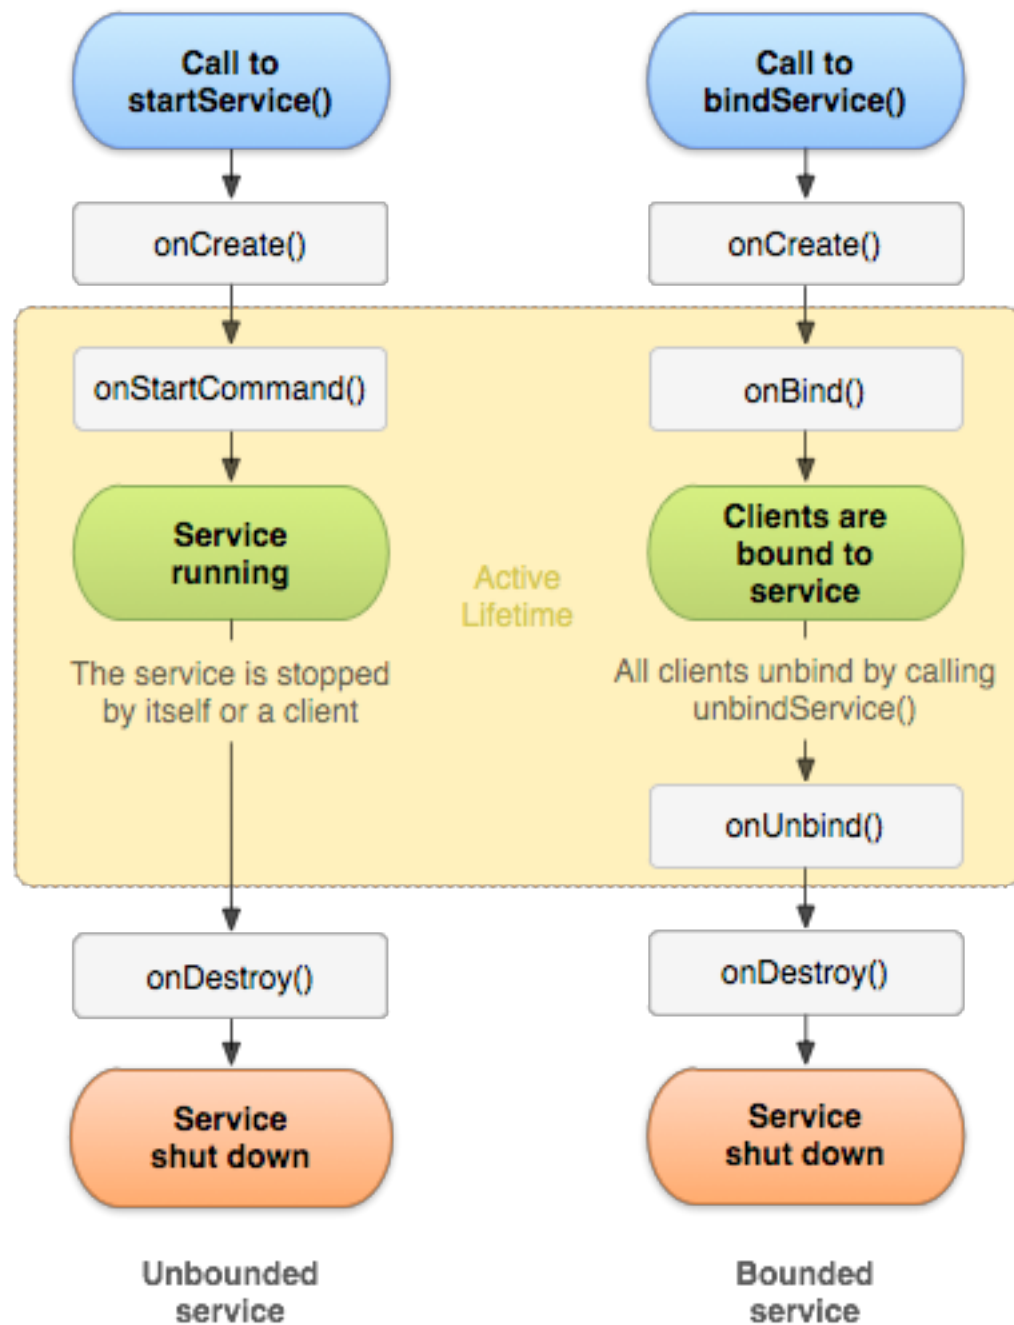 Call to
startService()
onCreate()
onStartCommand()
Service
running
The service is stopped
by itself or a client
onDestroy()
Service
shut down
Unbounded
service
Active
Lifetime
Call to
bindService()
onCreate()
onBind()
Clients are
bound to
service
All clients unbind by calling
unbindService()
onUnbind()
onDestroy()
Service
shut down
Bounded
service